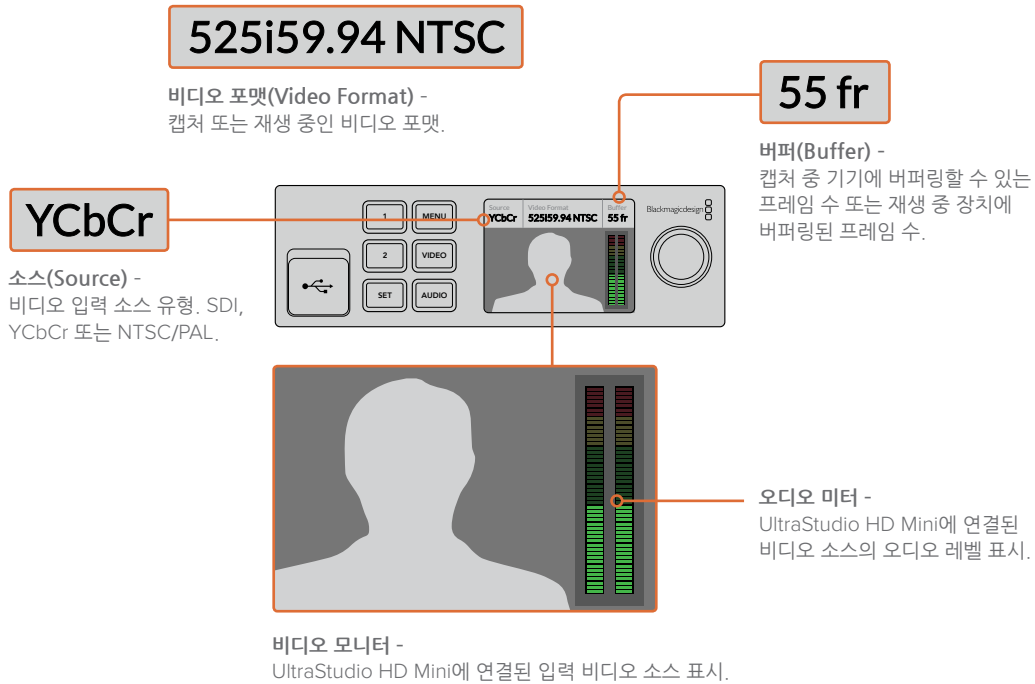 525i59.94 NTSC
비디오 포맷(Video Format) -
캡처 또는 재생 중인 비디오 포맷.
55 fr
버퍼(Buffer) -
캡처 중 기기에 버퍼링할 수 있는
프레임 수 또는 재생 중 장치에
버퍼링된 프레임 수.
YCbCr
소스(Source) -
비디오 입력 소스 유형. SDI,
YCbCr 또는 NTSC/PAL.
1
MENU
2
VIDEO
SET
AUDIO
Source
YCbCr
Video Format
525I59.94 NTSC
Buffer
55 fr
Blackmagicdesign
오디오 미터 -
UltraStudio HD Mini에 연결된
비디오 소스의 오디오 레벨 표시.
비디오 모니터 -
UltraStudio HD Mini에 연결된 입력 비디오 소스 표시.